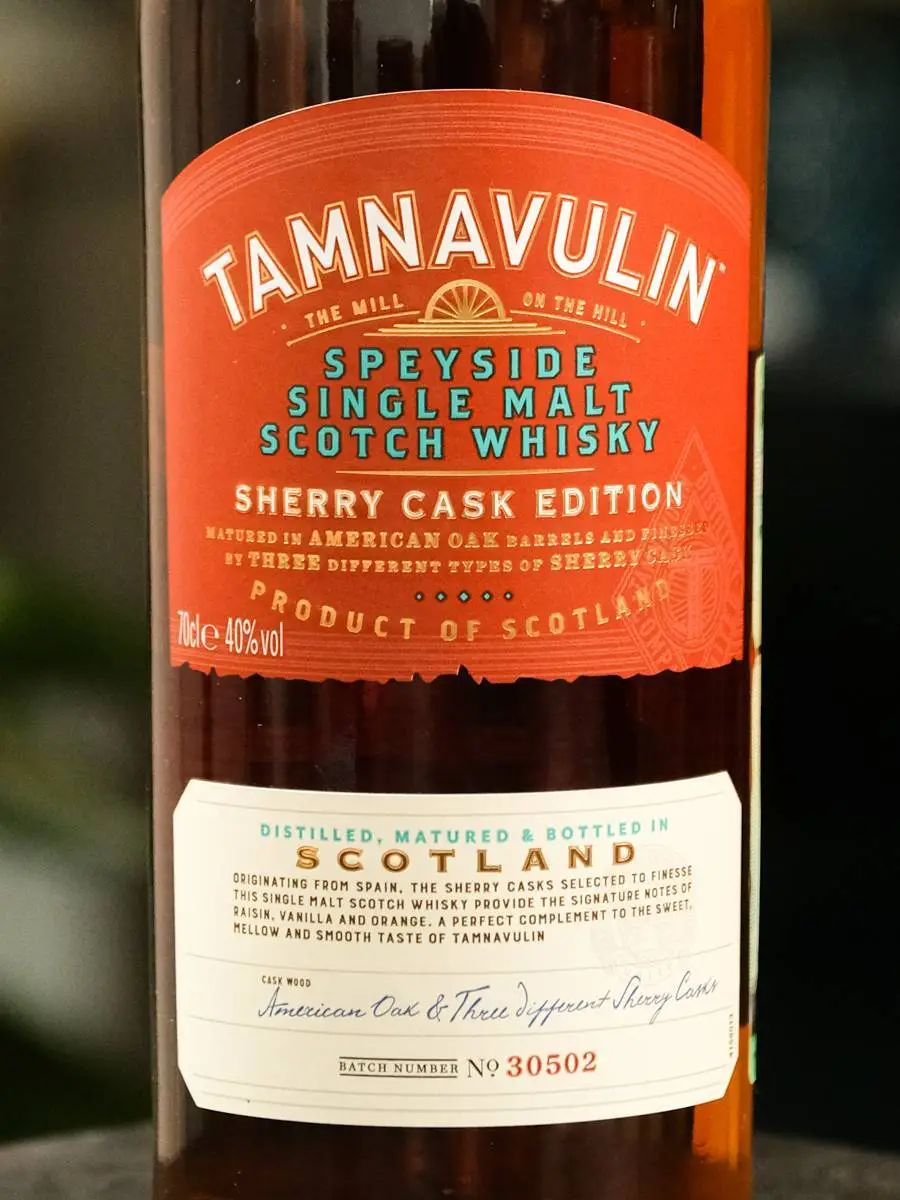 TAMNAVULIN
THE MILL ON THE HILL
SPEYSIDE
SINGLE MALT
SCOTCH WHISKY
SHERRY CASK EDITION
MATURED IN AMERICAN OAK BARRELS AND FINESSED
BY THREE DIFFERENT TYPES OF SHERRY CASK
PRODUCT OF SCOTLAND
70cl e 40% vol
DISTILLED, MATURED & BOTTLED IN
SCOTLAND
ORIGINATING FROM SPAIN, THE SHERRY CASKS SELECTED TO FINESSE
THIS SINGLE MALT SCOTCH WHISKY PROVIDE THE SIGNATURE NOTES OF
RAISIN, VANILLA AND ORANGE. A PERFECT COMPLEMENT TO THE SWEET,
MELLOW AND SMOOTH TASTE OF TAMNAVULIN
CASK WOOD
American Oak & Three different Sherry Casks
BATCH NUMBER No 30502